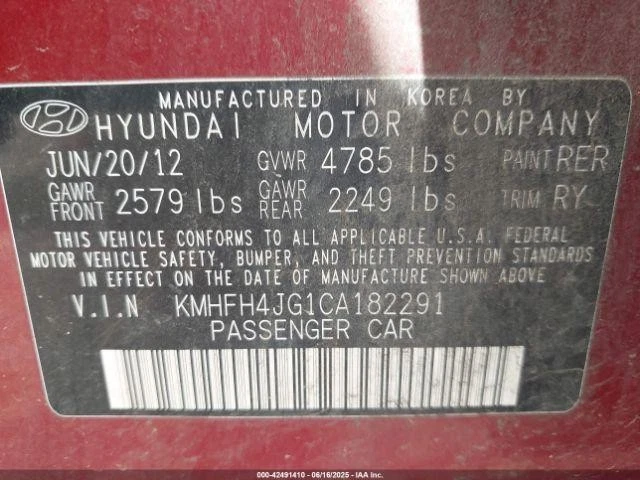 MANUFACTURED IN KOREA BY
HYUNDAI MOTOR COMPANY
JUN/20/12 GVWR 4785 lbs PAINT RER
GAWR FRONT 2579 lbs GAWR REAR 2249 lbs TRIM RY
THIS VEHICLE CONFORMS TO ALL APPLICABLE U.S.A. FEDERAL
MOTOR VEHICLE SAFETY, BUMPER, AND THEFT PREVENTION STANDARDS
IN EFFECT ON THE DATE OF MANUFACTURE SHOWN ABOVE
V.I.N KMHFH4JG1CA182291
PASSENGER CAR
000-42491410 - 06/16/2025 - IAA Inc.